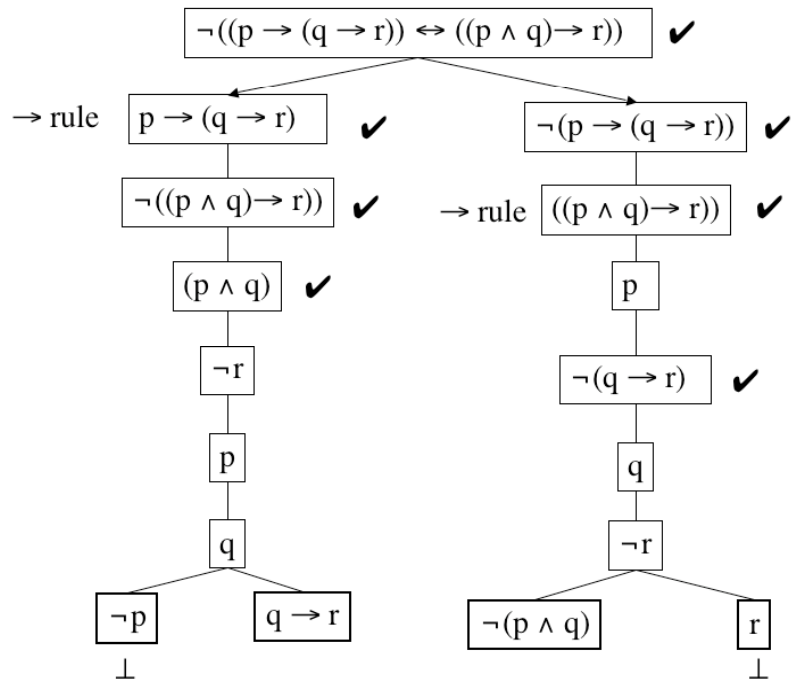 ¬((p → (q → r)) ↔ ((p ∧ q)→ r)) ✔
→ rule p → (q → r) ✔
¬(p → (q → r)) ✔
¬((p ∧ q)→ r)) ✔
→ rule ((p ∧ q)→ r)) ✔
(p ∧ q) ✔
p
¬r
¬(q → r) ✔
p
q
q
¬r
¬p
q → r
¬(p ∧ q)
r
⊥
⊥